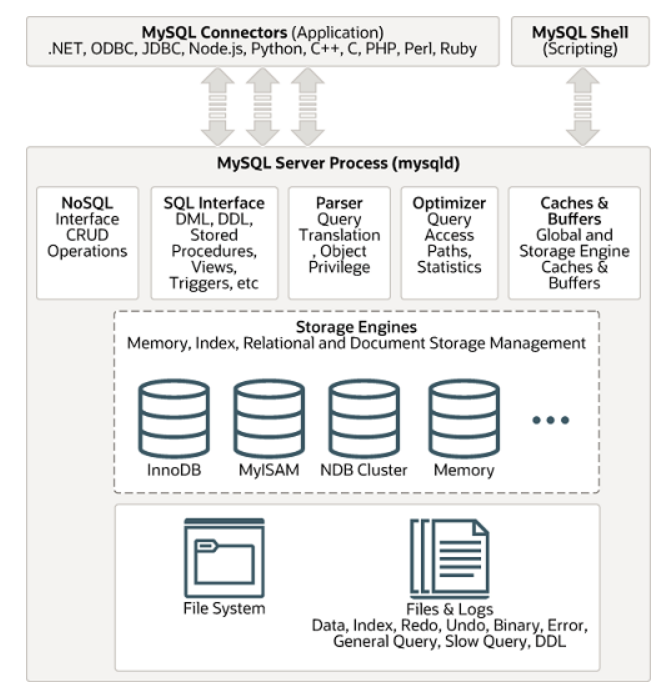 MySQL Connectors (Application)
.NET, ODBC, JDBC, Node.js, Python, C++, C, PHP, Perl, Ruby
MySQL Shell
(Scripting)
MySQL Server Process (mysqld)
NoSQL
Interface
CRUD
Operations
SQL Interface
DML, DDL,
Stored
Procedures,
Views,
Triggers, etc
Parser
Query
Translation
, Object
Privilege
Optimizer
Query
Access
Paths,
Statistics
Caches &
Buffers
Global and
Storage Engine
Caches &
Buffers
Storage Engines
Memory, Index, Relational and Document Storage Management
InnoDB
MyISAM
NDB Cluster
Memory
File System
Files & Logs
Data, Index, Redo, Undo, Binary, Error,
General Query, Slow Query, DDL